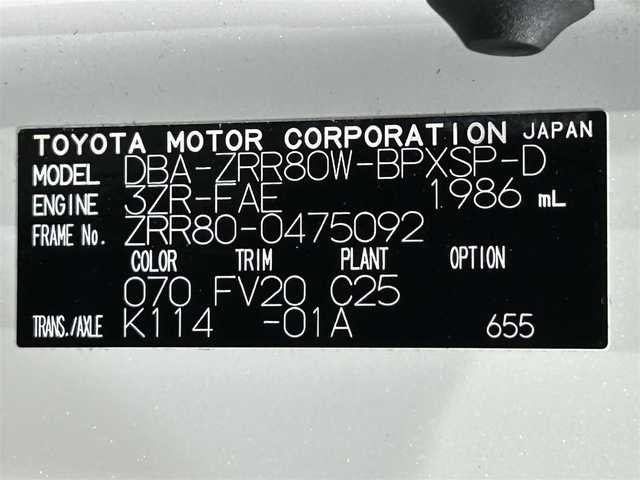 TOYOTA MOTOR CORPORATION JAPAN
MODEL DBA-ZRR80W-BPXSP-D
ENGINE 3ZR-FAE 1986 mL
FRAME No. ZRR80-0475092
COLOR TRIM PLANT OPTION
070 FV20 C25
TRANS./AXLE K114 -01A 655